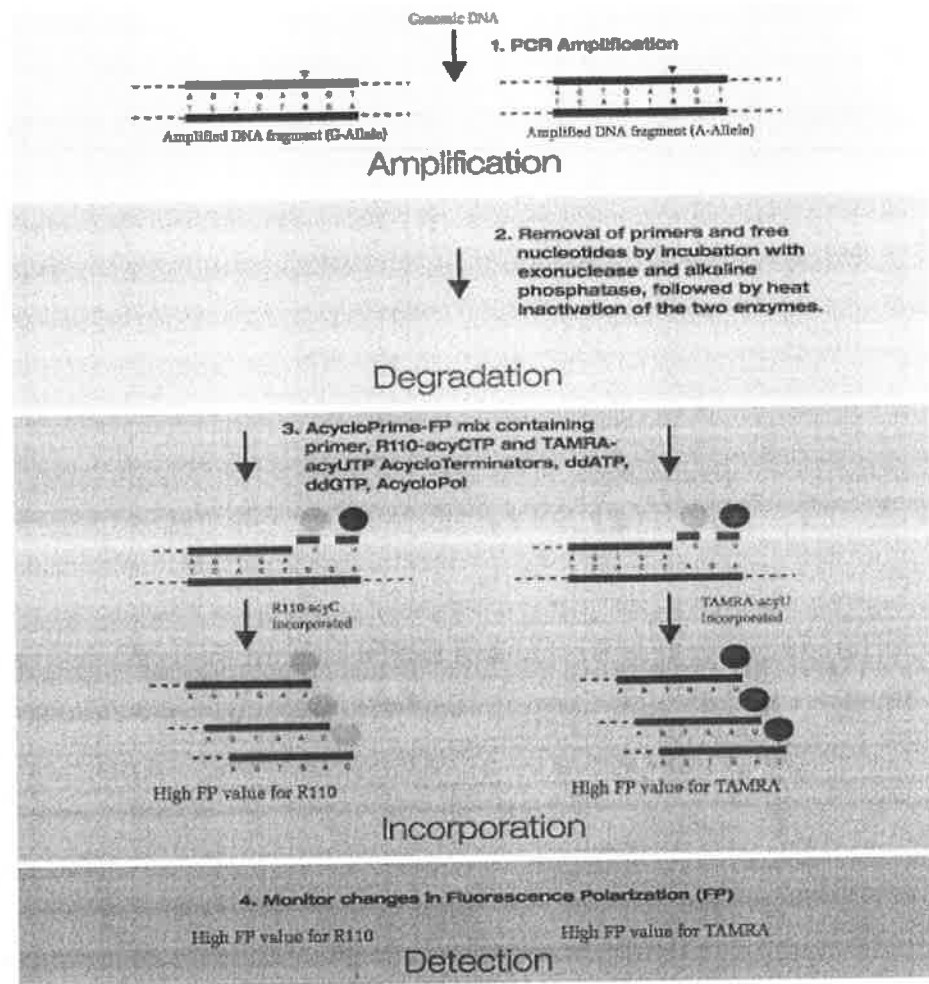 Genomic DNA
1. PCR Amplification
Amplified DNA fragment (G-Allele)
Amplified DNA fragment (A-Allele)
Amplification
2. Removal of primers and free
nucleotides by incubation with
exonuclease and alkaline
phosphatase, followed by heat
inactivation of the two enzymes.
Degradation
3. AcycloPrime-FP mix containing
primer, R110-acyCTP and TAMRA-
acyUTP AcycloTerminators, ddATP,
ddGTP, AcycloPol
R110-acyC
Incorporated
TAMRA-acyU
Incorporated
High FP value for R110
High FP value for TAMRA
Incorporation
4. Monitor changes in Fluorescence Polarization (FP)
High FP value for R110
High FP value for TAMRA
Detection